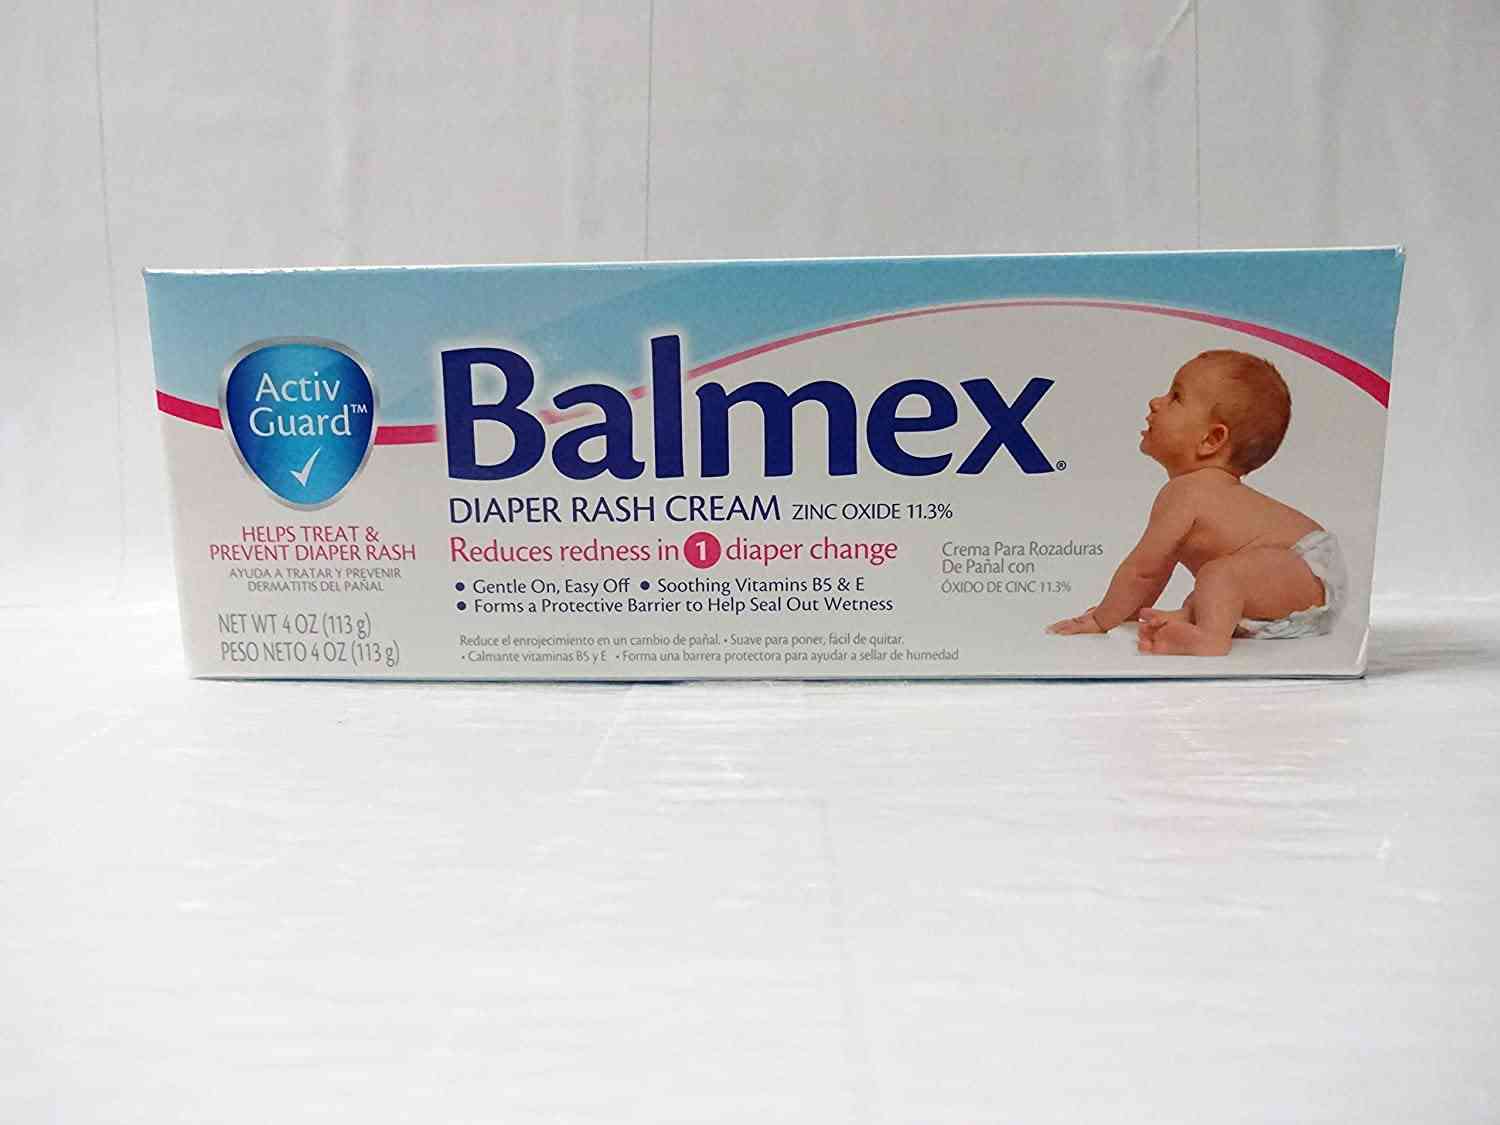 Activ
Guard™
HELPS TREAT &
PREVENT DIAPER RASH
AYUDA A TRATAR Y PREVENIR
DERMATITIS DEL PAÑAL
NET WT 4 OZ (113 g)
PESO NETO 4 OZ (113 g)
Balmex®
DIAPER RASH CREAM ZINC OXIDE 11.3%
Reduces redness in 1 diaper change
• Gentle On, Easy Off • Soothing Vitamins B5 & E
• Forms a Protective Barrier to Help Seal Out Wetness
Reduce el enrojecimiento en un cambio de pañal. • Suave para poner, fácil de quitar.
• Calmante vitaminas B5 y E • Forma una barrera protectora para ayudar a sellar de humedad
Crema Para Rozaduras
De Pañal con
ÓXIDO DE CINC 11.3%